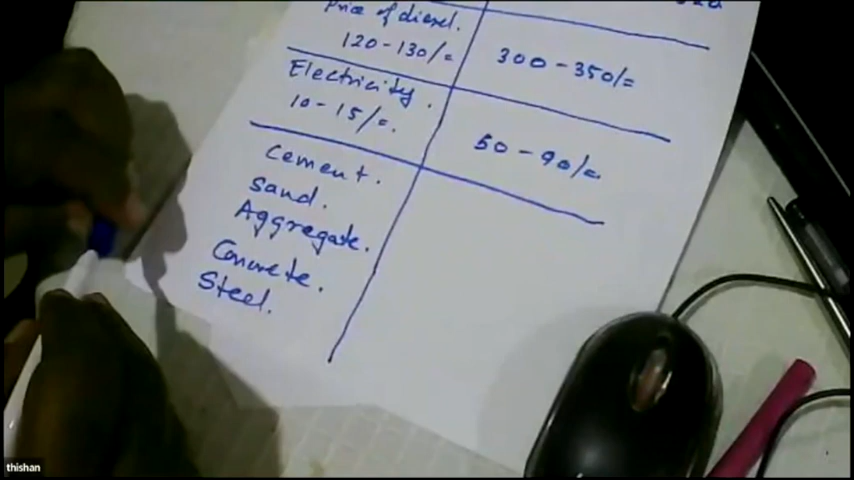 Price of diesel.
120-130/=
300-350/=
Electricity.
10-15/=.
50-90/=.
Cement.
Sand.
Aggregate.
Concrete.
Steel.
thishan